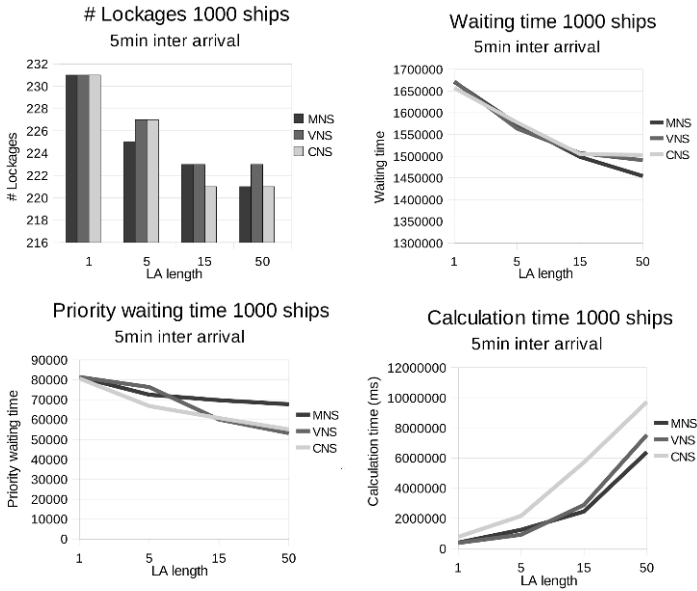 # Lockages 1000 ships
5min inter arrival
232
230
228
226
224
222
220
218
216
# Lockages
1 5 15 50
LA length
MNS
VNS
CNS
Waiting time 1000 ships
5min inter arrival
1700000
1650000
1600000
1550000
1500000
1450000
1400000
1350000
1300000
Waiting time
1 5 15 50
LA length
MNS
VNS
CNS
Priority waiting time 1000 ships
5min inter arrival
90000
80000
70000
60000
50000
40000
30000
20000
10000
0
Priority waiting time
1 5 15 50
LA length
MNS
VNS
CNS
Calculation time 1000 ships
5min inter arrival
12000000
10000000
8000000
6000000
4000000
2000000
0
Calculation time (ms)
1 5 15 50
LA length
MNS
VNS
CNS